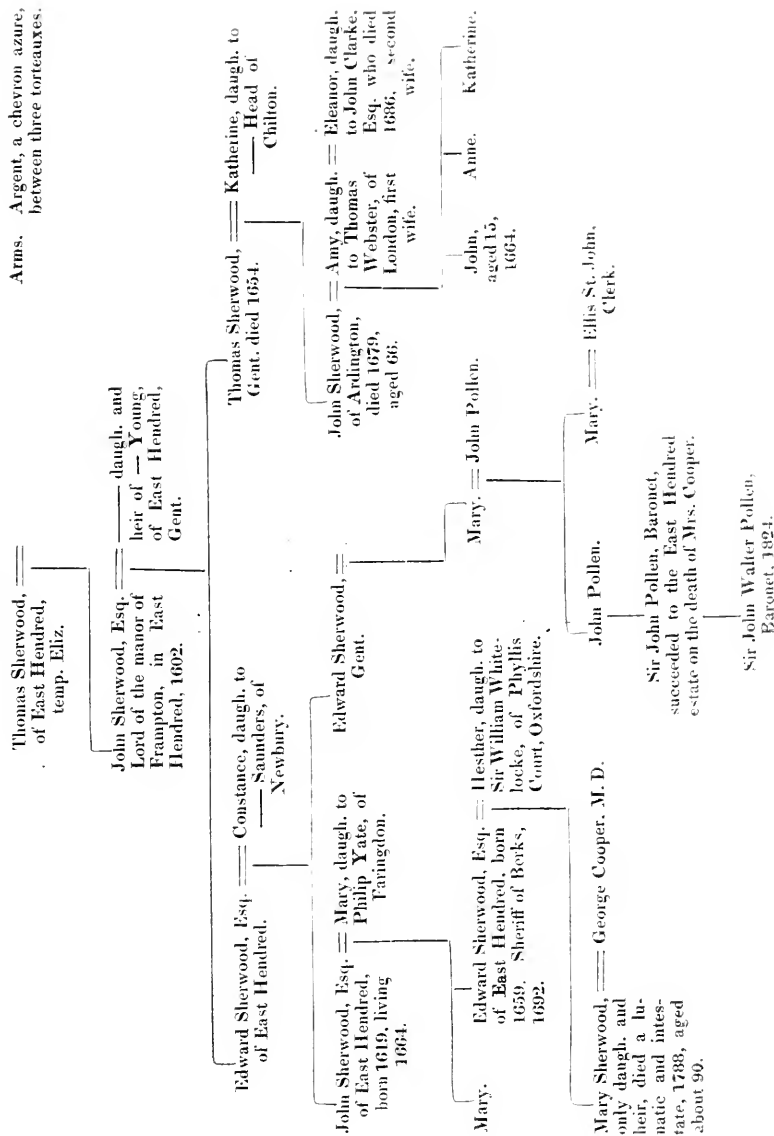 Arms. Argent, a chevron azure,
between three torteauxes.
Thomas Sherwood, ==
of East Hendred,
temp. Eliz.
John Sherwood, Esq. == —— daugh. and
Lord of the manor of heir of — Young,
Frampton, in East of East Hendred,
Hendred, 1602. Gent.
Edward Sherwood, Esq. == Constance, daugh. to
of East Hendred. —— Saunders, of
Newbury.
Thomas Sherwood, == Katherine, daugh. to
Gent. died 1654. —— Head of
Chilton.
John Sherwood, Esq. == Mary, daugh. to
of East Hendred, Philip Yate, of
born 1619, living Faringdon.
1664.
Edward Sherwood, ==
Gent.
John Sherwood, == Amy, daugh. == Eleanor, daugh.
of Ardington, to Thomas to John Clarke,
died 1679, Webster, of Esq. who died
aged 66. London, first 1686, second
wife. wife.
Mary.
Edward Sherwood, Esq. == Hesther, daugh. to
of East Hendred, born Sir William White-
1659, Sheriff of Berks, locke, of Phyllis
1692. Court, Oxfordshire.
Mary. == John Pollen.
John, Anne. Katherine.
aged 15,
1664.
Mary Sherwood, == George Cooper, M.D.
only daugh. and
heir, died a lu-
natic and intes-
tate, 1788, aged
about 90.
John Pollen. Mary. == Ellis St. John,
Clerk.
Sir John Pollen, Baronet,
succeeded to the East Hendred
estate on the death of Mrs. Cooper.
Sir John Walter Pollen,
Baronet, 1824.